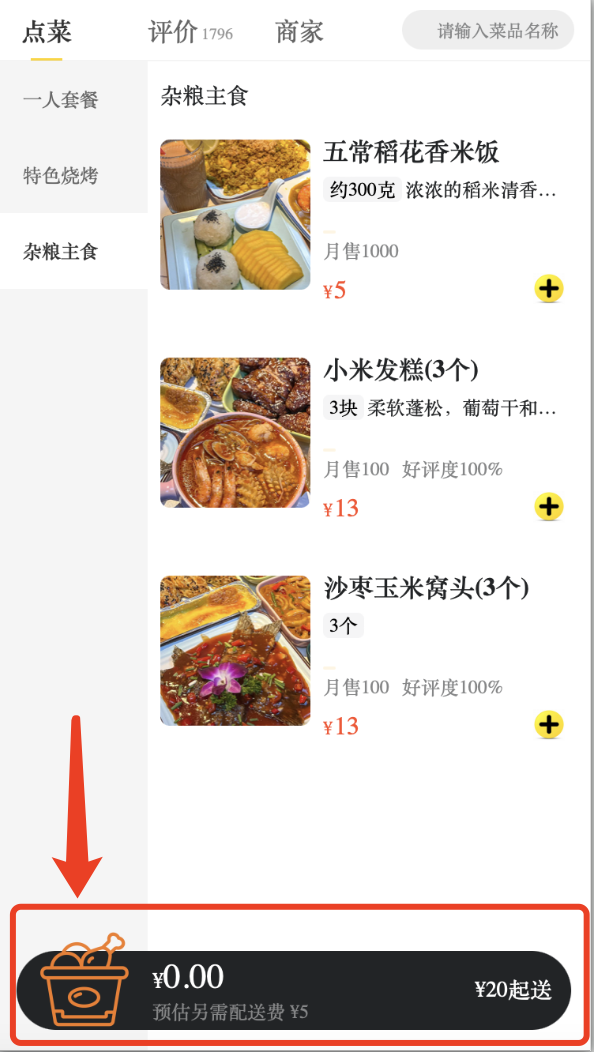 点菜 评价 1796 商家 请输入菜品名称
一人套餐
特色烧烤
杂粮主食
杂粮主食
五常稻花香米饭
约300克 浓浓的稻米清香...
月售1000
¥5
小米发糕(3个)
3块 柔软蓬松，葡萄干和...
月售100 好评度100%
¥13
沙枣玉米窝头(3个)
3个
月售100 好评度100%
¥13
¥0.00
预估另需配送费 ¥5
¥20起送